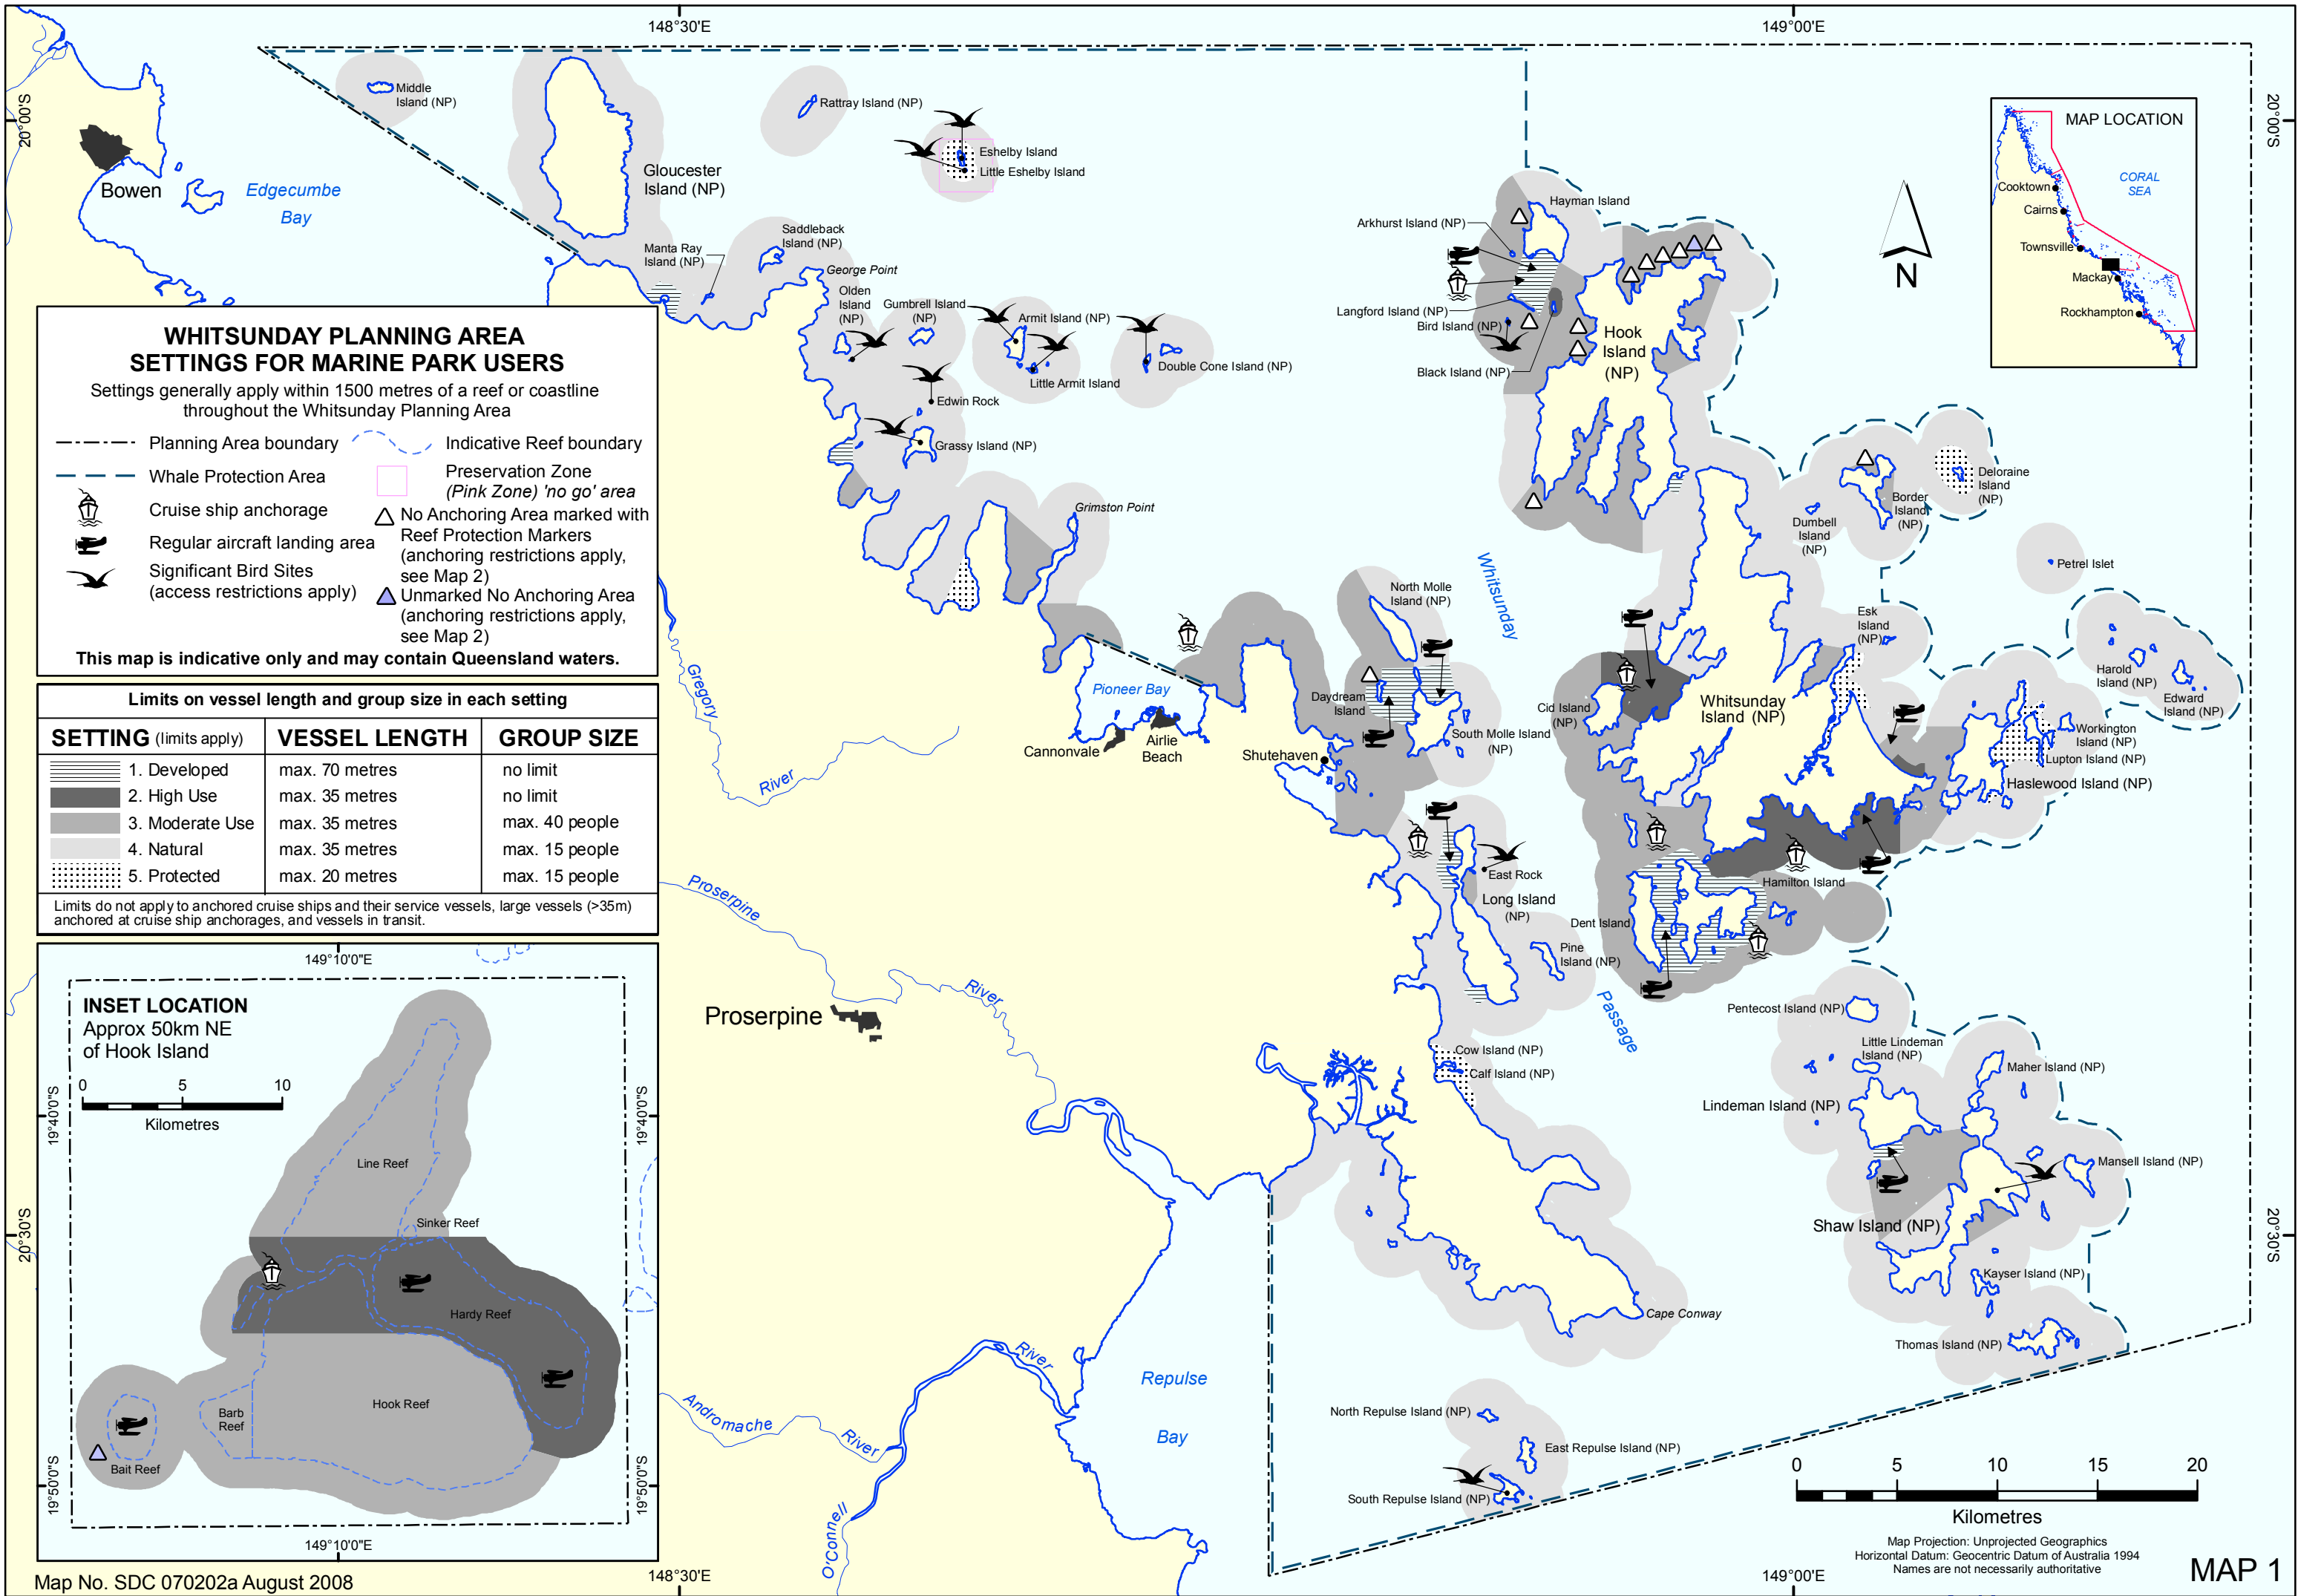 148°30'E
149°00'E
20°00'S
20°00'S
Middle
Island (NP)
Rattray Island (NP)
Bowen
Edgecumbe
Bay
Gloucester
Island (NP)
Eshelby Island
Little Eshelby Island
Manta Ray
Island (NP)
Saddleback
Island (NP)
George Point
Olden
Island
(NP)
Gumbrell Island
(NP)
Armit Island (NP)
Little Armit Island
Double Cone Island (NP)
Edwin Rock
Grassy Island (NP)
Grimston Point
Hayman Island
Arkhurst Island (NP)
Langford Island (NP)
Bird Island (NP)
Black Island (NP)
Hook
Island
(NP)
N
MAP LOCATION
CORAL
SEA
Cooktown
Cairns
Townsville
Mackay
Rockhampton
Deloraine
Island
(NP)
Border
Island
(NP)
Dumbell
Island
(NP)
Petrel Islet
Esk
Island
(NP)
Harold
Island (NP)
Edward
Island (NP)
Workington
Island (NP)
Lupton Island (NP)
Haslewood Island (NP)
Whitsunday
Island (NP)
Cid Island
(NP)
Whitsunday
Passage
North Molle
Island (NP)
Daydream
Island
South Molle Island
(NP)
Shutehaven
Pioneer Bay
Cannonvale
Airlie
Beach
East Rock
Long Island
(NP)
Pine
Island (NP)
Hamilton Island
Dent Island
Pentecost Island (NP)
Little Lindeman
Island (NP)
Maher Island (NP)
Lindeman Island (NP)
Mansell Island (NP)
Shaw Island (NP)
Kayser Island (NP)
Thomas Island (NP)
Cow Island (NP)
Calf Island (NP)
Cape Conway
North Repulse Island (NP)
East Repulse Island (NP)
South Repulse Island (NP)
Repulse
Bay
Proserpine
Gregory
River
Proserpine
River
Andromache
River
O'Connell
River
WHITSUNDAY PLANNING AREA
SETTINGS FOR MARINE PARK USERS
Settings generally apply within 1500 metres of a reef or coastline
throughout the Whitsunday Planning Area
Planning Area boundary
Indicative Reef boundary
Whale Protection Area
Preservation Zone
(Pink Zone) 'no go' area
Cruise ship anchorage
No Anchoring Area marked with
Reef Protection Markers
(anchoring restrictions apply,
see Map 2)
Regular aircraft landing area
Significant Bird Sites
(access restrictions apply)
Unmarked No Anchoring Area
(anchoring restrictions apply,
see Map 2)
This map is indicative only and may contain Queensland waters.
Limits on vessel length and group size in each setting
SETTING (limits apply) VESSEL LENGTH GROUP SIZE
1. Developed max. 70 metres no limit
2. High Use max. 35 metres no limit
3. Moderate Use max. 35 metres max. 40 people
4. Natural max. 35 metres max. 15 people
5. Protected max. 20 metres max. 15 people
Limits do not apply to anchored cruise ships and their service vessels, large vessels (>35m)
anchored at cruise ship anchorages, and vessels in transit.
149°10'0"E
INSET LOCATION
Approx 50km NE
of Hook Island
0 5 10
Kilometres
19°40'0"S
19°40'0"S
Line Reef
Sinker Reef
Hardy Reef
Hook Reef
Barb
Reef
Bait Reef
19°50'0"S
19°50'0"S
149°10'0"E
20°30'S
20°30'S
0 5 10 15 20
Kilometres
Map Projection: Unprojected Geographics
Horizontal Datum: Geocentric Datum of Australia 1994
Names are not necessarily authoritative
MAP 1
Map No. SDC 070202a August 2008
148°30'E
149°00'E